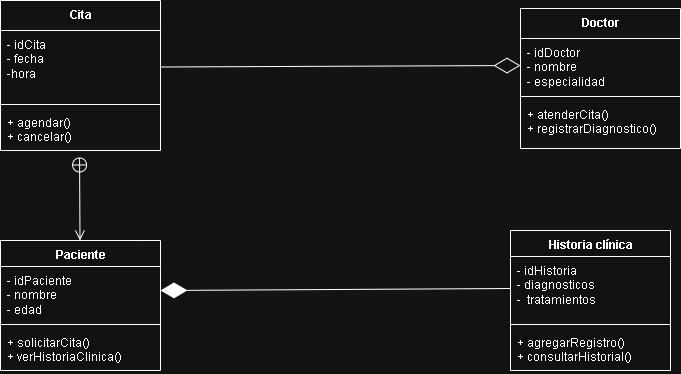 Cita
- idCita
- fecha
-hora
+ agendar()
+ cancelar()
Doctor
- idDoctor
- nombre
- especialidad
+ atenderCita()
+ registrarDiagnostico()
Paciente
- idPaciente
- nombre
- edad
+ solicitarCita()
+ verHistoriaClinica()
Historia clínica
- idHistoria
- diagnosticos
- tratamientos
+ agregarRegistro()
+ consultarHistorial()